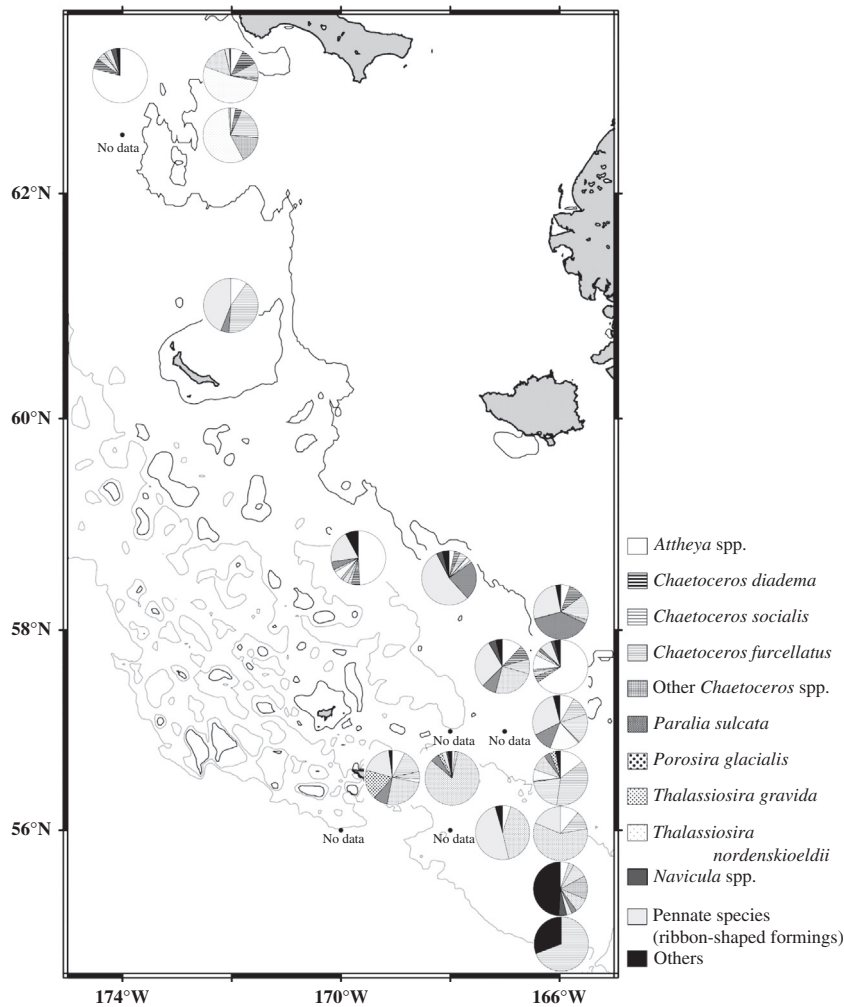 No data
62°N
60°N
58°N
No data
No data
56°N
No data
No data
174°W
170°W
166°W
Attheya spp.
Chaetoceros diadema
Chaetoceros socialis
Chaetoceros furcellatus
Other Chaetoceros spp.
Paralia sulcata
Porosira glacialis
Thalassiosira gravida
Thalassiosira
nordenskioeldii
Navicula spp.
Pennate species
(ribbon-shaped formings)
Others